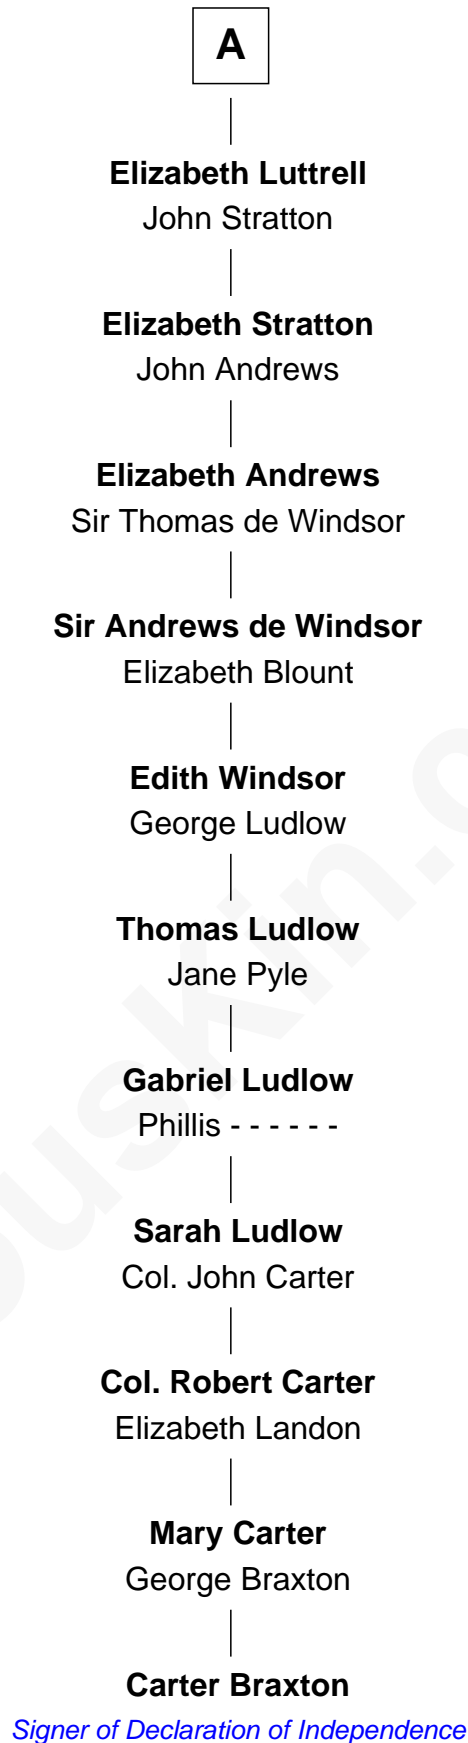 A
Elizabeth Luttrell
John Stratton
Elizabeth Stratton
John Andrews
Elizabeth Andrews
Sir Thomas de Windsor
Sir Andrews de Windsor
Elizabeth Blount
Edith Windsor
George Ludlow
Thomas Ludlow
Jane Pyle
Gabriel Ludlow
Phillis - - - - - -
Sarah Ludlow
Col. John Carter
Col. Robert Carter
Elizabeth Landon
Mary Carter
George Braxton
Carter Braxton
Signer of Declaration of Independence